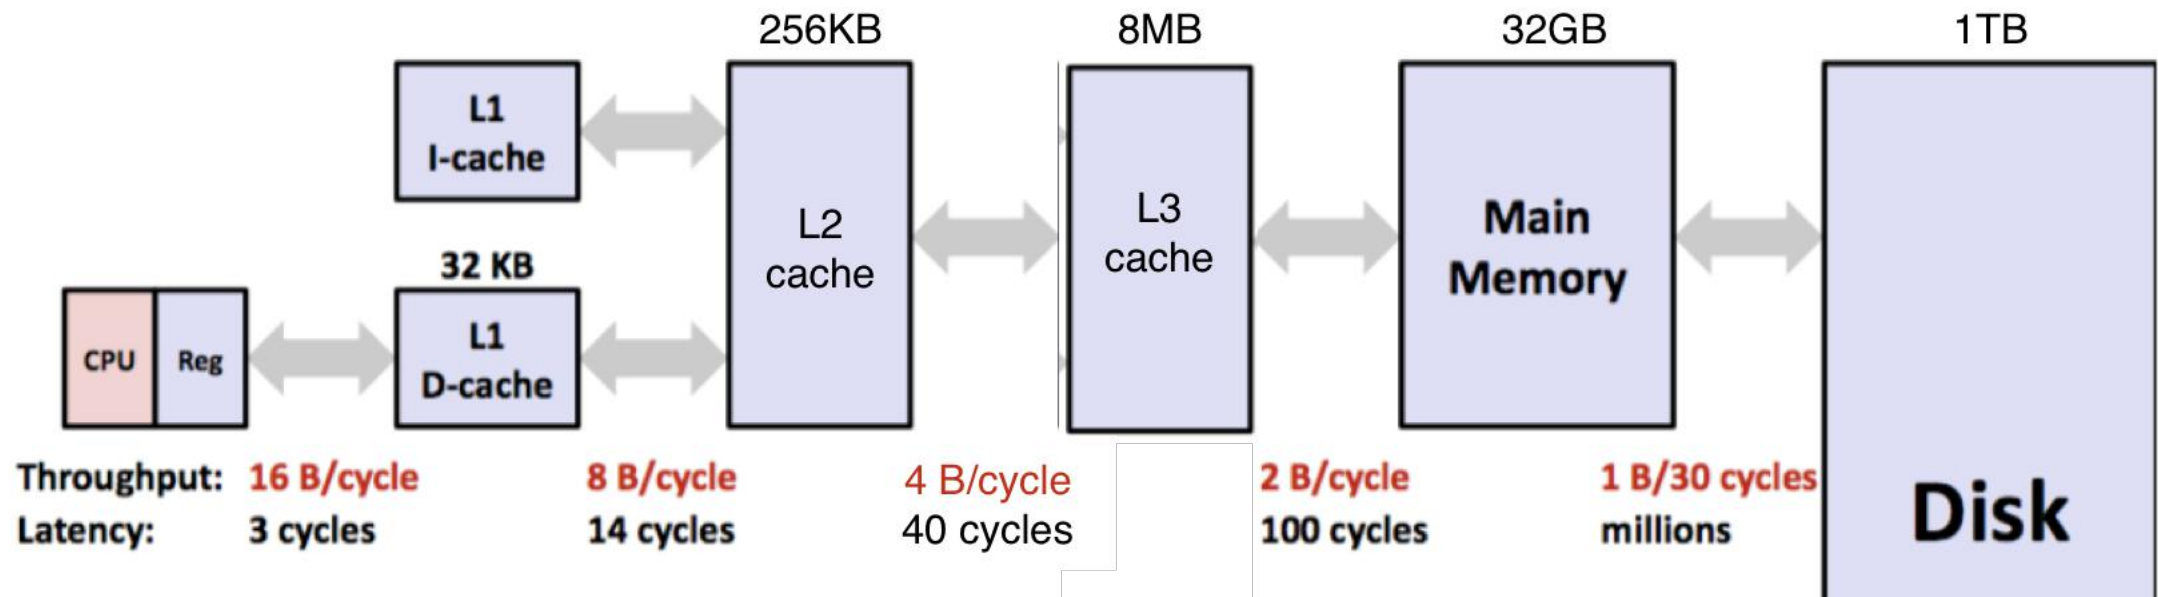 256KB 8MB 32GB 1TB
L1
I-cache
L2
cache
L3
cache
Main
Memory
32 KB
CPU Reg
L1
D-cache
Throughput: 16 B/cycle 8 B/cycle 4 B/cycle 2 B/cycle 1 B/30 cycles
Latency: 3 cycles 14 cycles 40 cycles 100 cycles millions
Disk